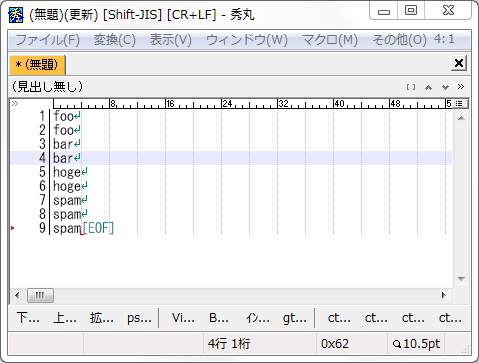 (無題)(更新) [Shift-JIS] [CR+LF] - 秀丸
ファイル(F) 変換(C) 表示(V) ウィンドウ(W) マクロ(M) その他(O) 4:1
* (無題)
(見出し無し)
8 16 24 32 40 48 5
1 foo
2 foo
3 bar
4 bar
5 hoge
6 hoge
7 spam
8 spam
9 spam[EOF]
下... 上... 拡... ps... Vi... B... イン... gt... ct... ct... ct... ct...
4行 1桁 0x62 10.5pt